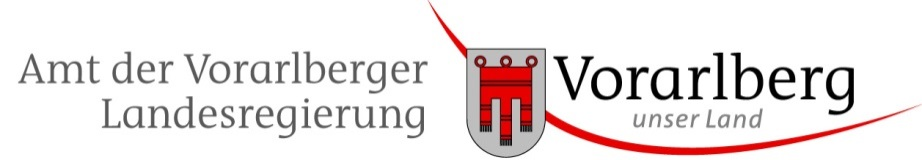 Amt der Vorarlberger
Landesregierung
Vorarlberg
unser Land